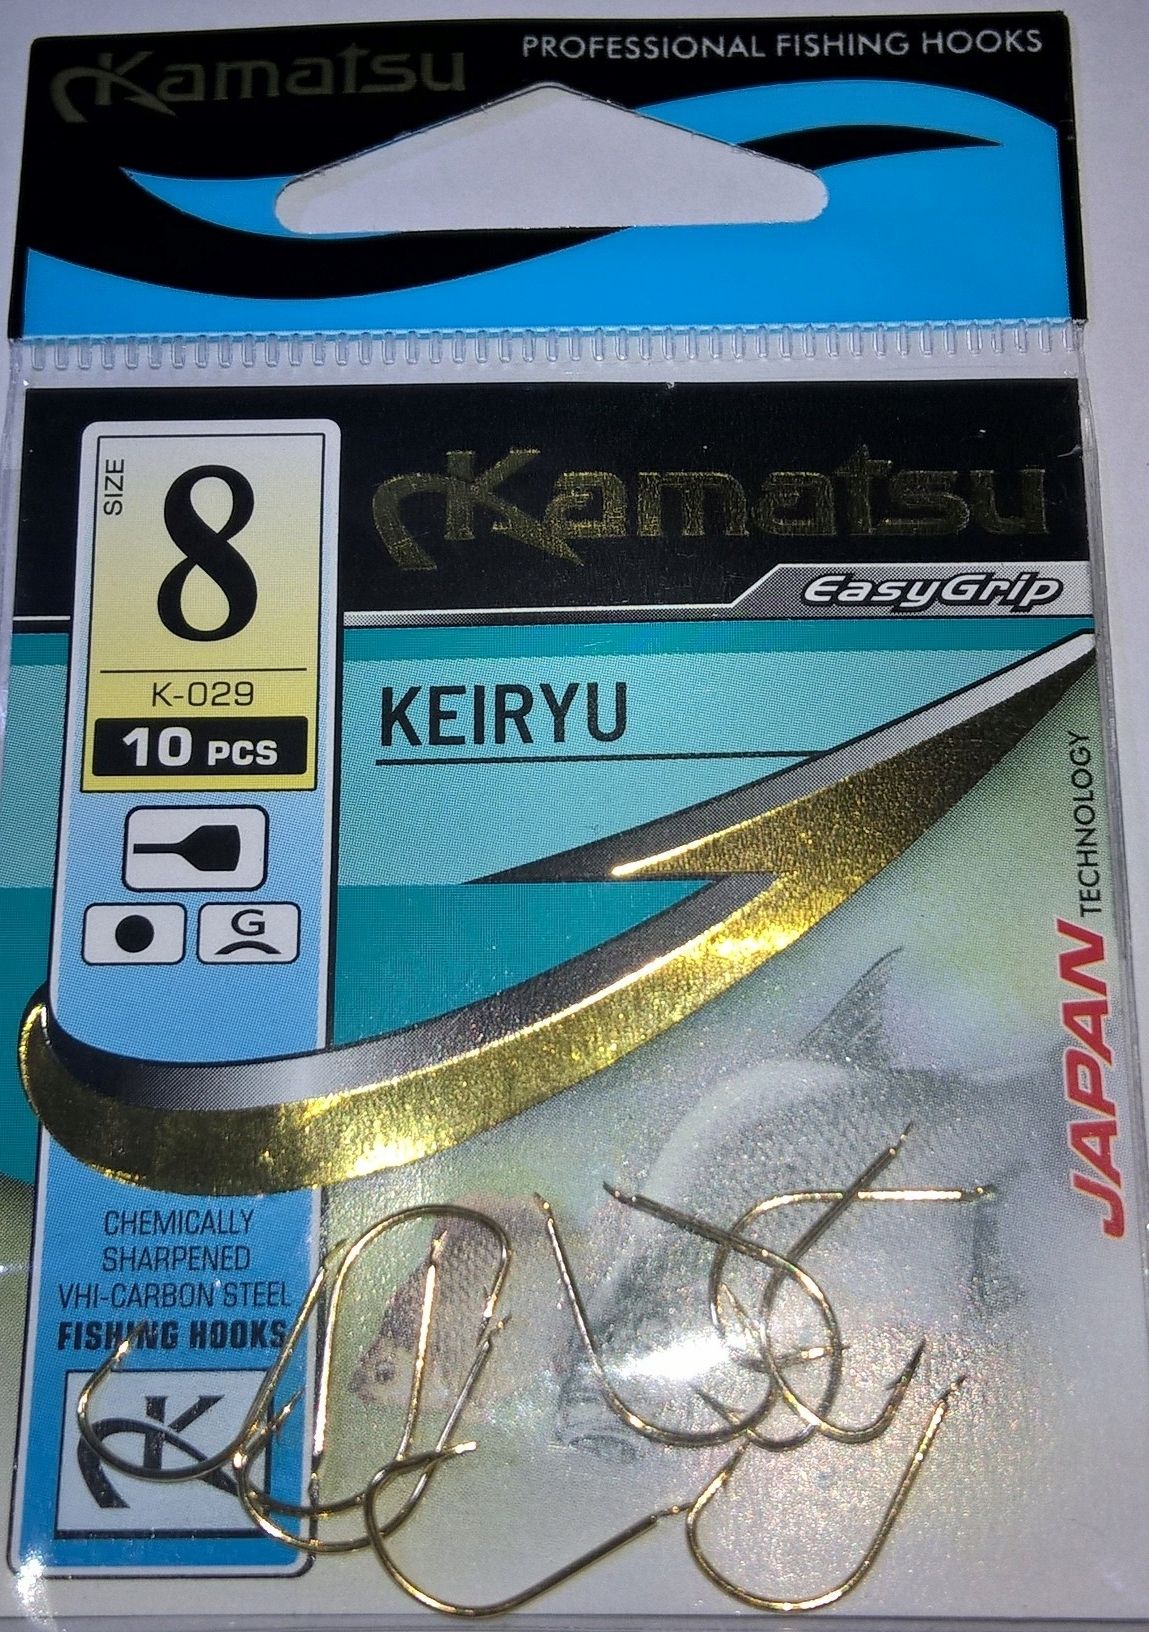 Kamatsu
PROFESSIONAL FISHING HOOKS
SIZE
8
K-029
10 PCS
Kamatsu
EasyGrip
KEIRYU
G
JAPAN TECHNOLOGY
CHEMICALLY
SHARPENED
VHI-CARBON STEEL
FISHING HOOKS
K